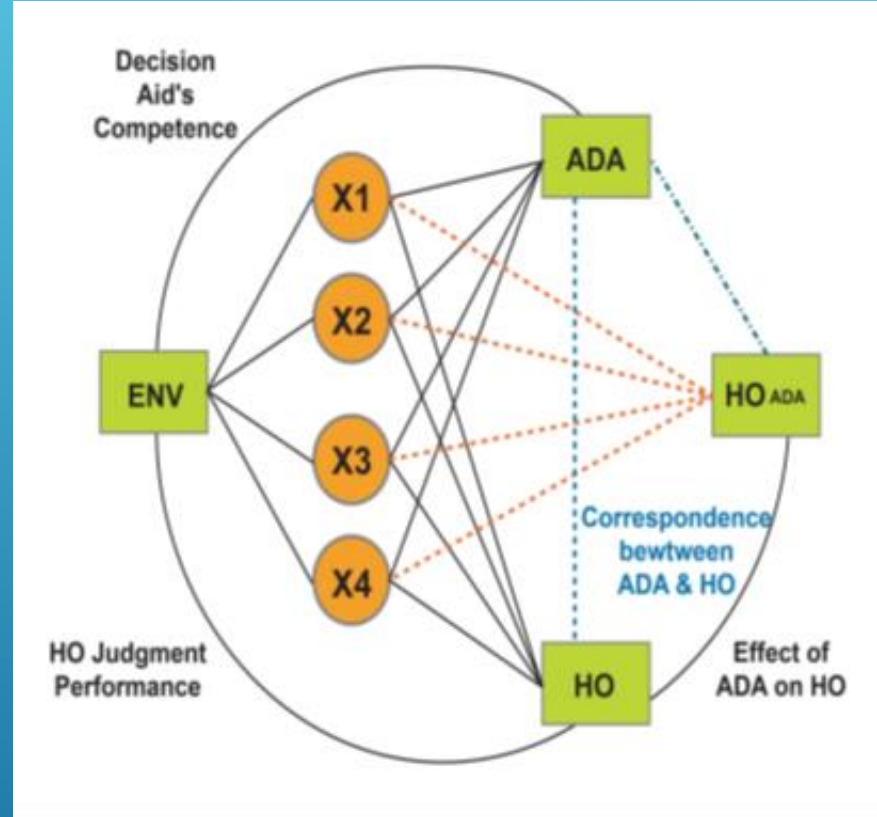 Decision
Aid's
Competence
ADA
X1
X2
ENV
HO ADA
X3
Correspondence
bewtween
ADA & HO
X4
HO Judgment
Performance
HO
Effect of
ADA on HO